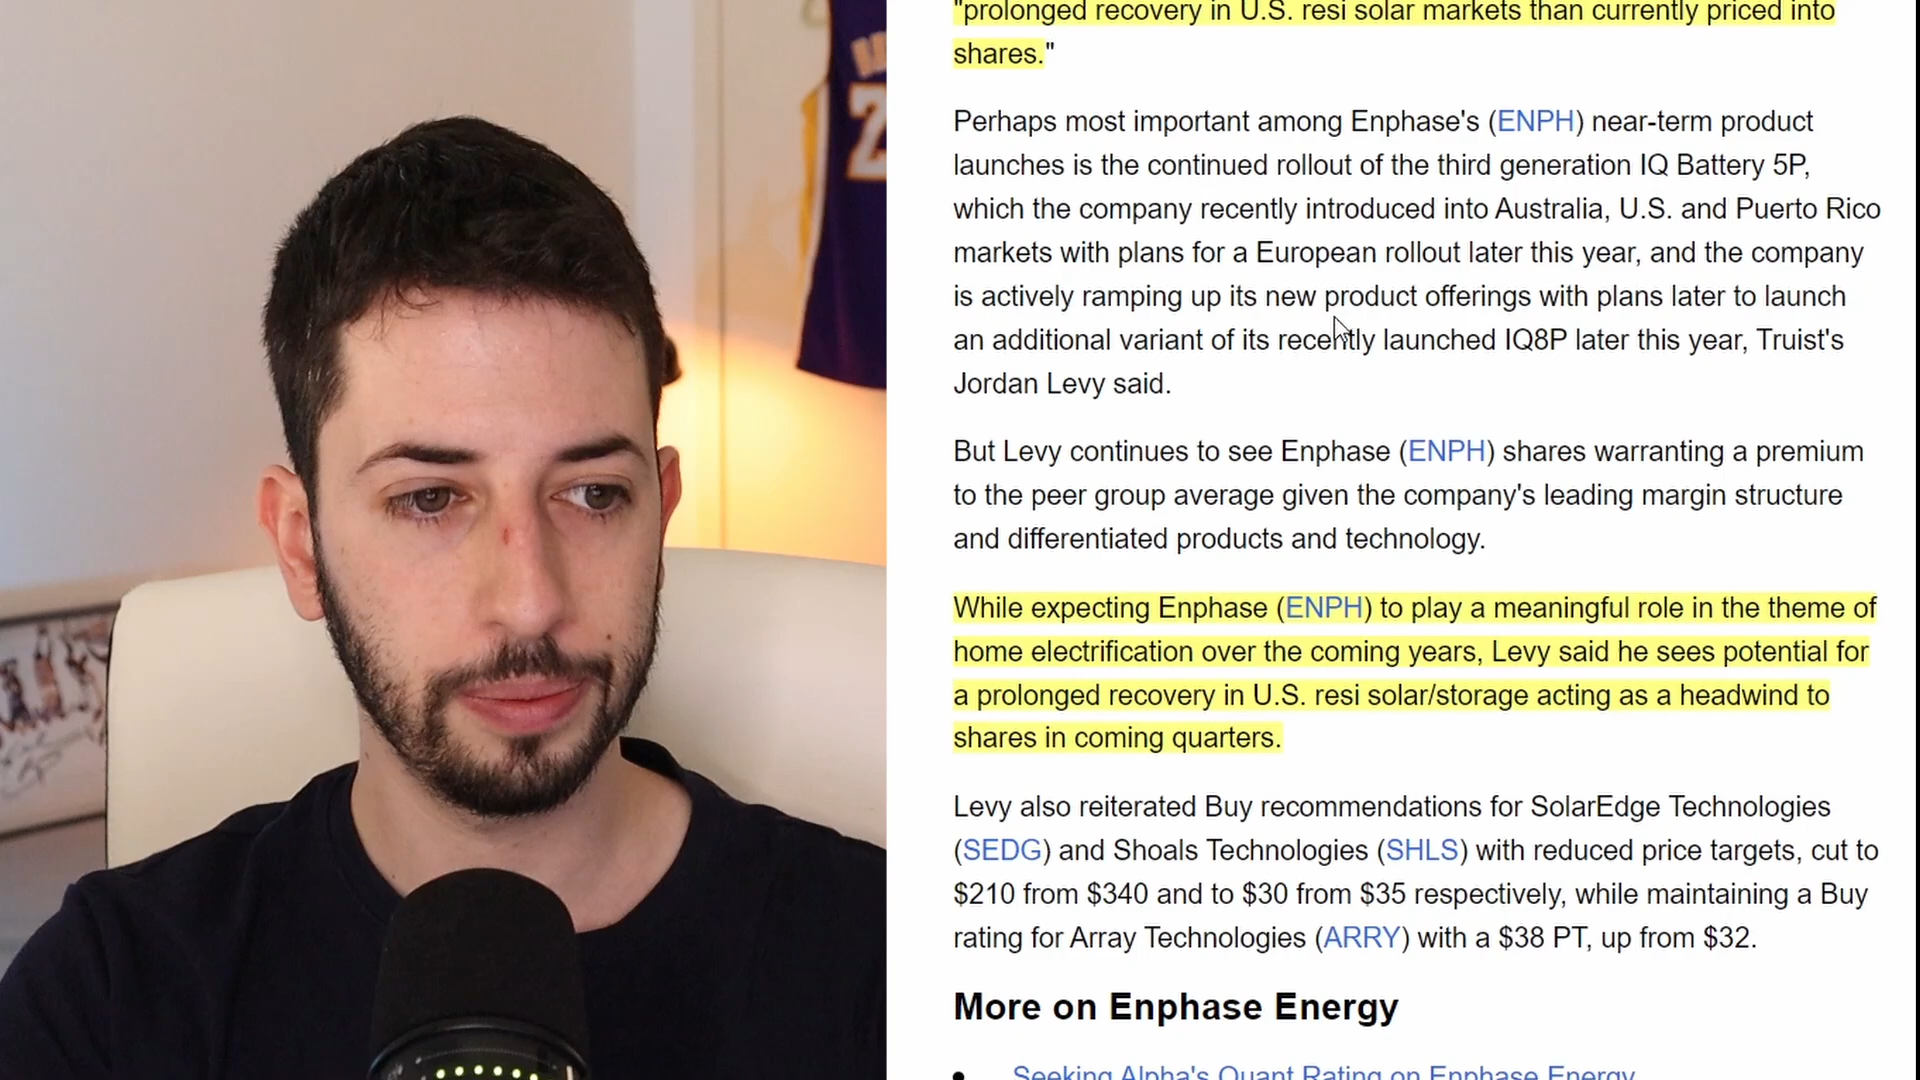 "prolonged recovery in U.S. resi solar markets than currently priced into
shares."
Perhaps most important among Enphase's (ENPH) near-term product
launches is the continued rollout of the third generation IQ Battery 5P,
which the company recently introduced into Australia, U.S. and Puerto Rico
markets with plans for a European rollout later this year, and the company
is actively ramping up its new product offerings with plans later to launch
an additional variant of its recently launched IQ8P later this year, Truist's
Jordan Levy said.
But Levy continues to see Enphase (ENPH) shares warranting a premium
to the peer group average given the company's leading margin structure
and differentiated products and technology.
While expecting Enphase (ENPH) to play a meaningful role in the theme of
home electrification over the coming years, Levy said he sees potential for
a prolonged recovery in U.S. resi solar/storage acting as a headwind to
shares in coming quarters.
Levy also reiterated Buy recommendations for SolarEdge Technologies
(SEDG) and Shoals Technologies (SHLS) with reduced price targets, cut to
$210 from $340 and to $30 from $35 respectively, while maintaining a Buy
rating for Array Technologies (ARRY) with a $38 PT, up from $32.
More on Enphase Energy
Seeking Alpha's Quant Rating on Enphase Energy